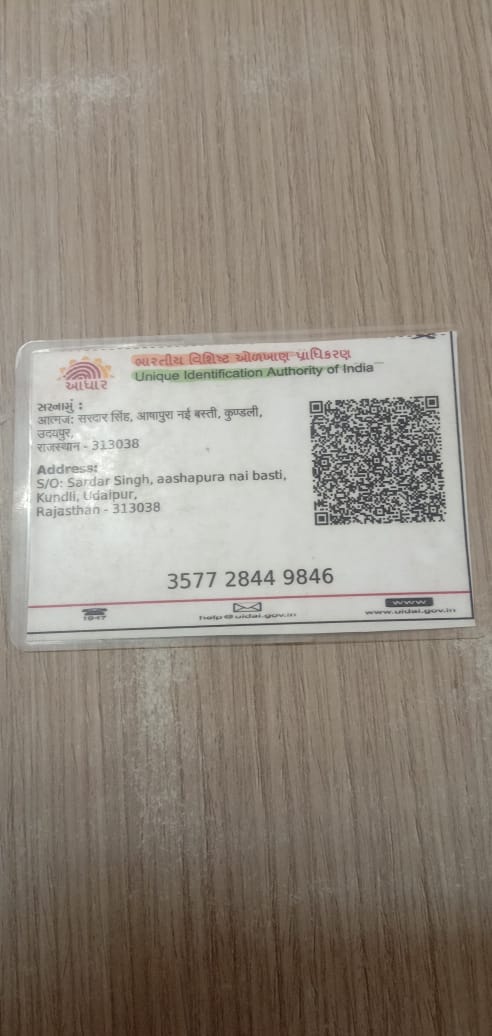 ભારતીય વિશિષ્ટ ઓળખાણ પ્રાધિકરણ
Unique Identification Authority of India
આધાર
સરનામું :
आत्मज: सरदार सिंह, आषापुरा नई बस्ती, कुण्डली,
उदयपुर,
राजस्थान - 313038
Address:
S/O: Sardar Singh, aashapura nai basti,
Kundli, Udaipur,
Rajasthan - 313038
3577 2844 9846
1947
help@uidai.gov.in
www
www.uidai.gov.in